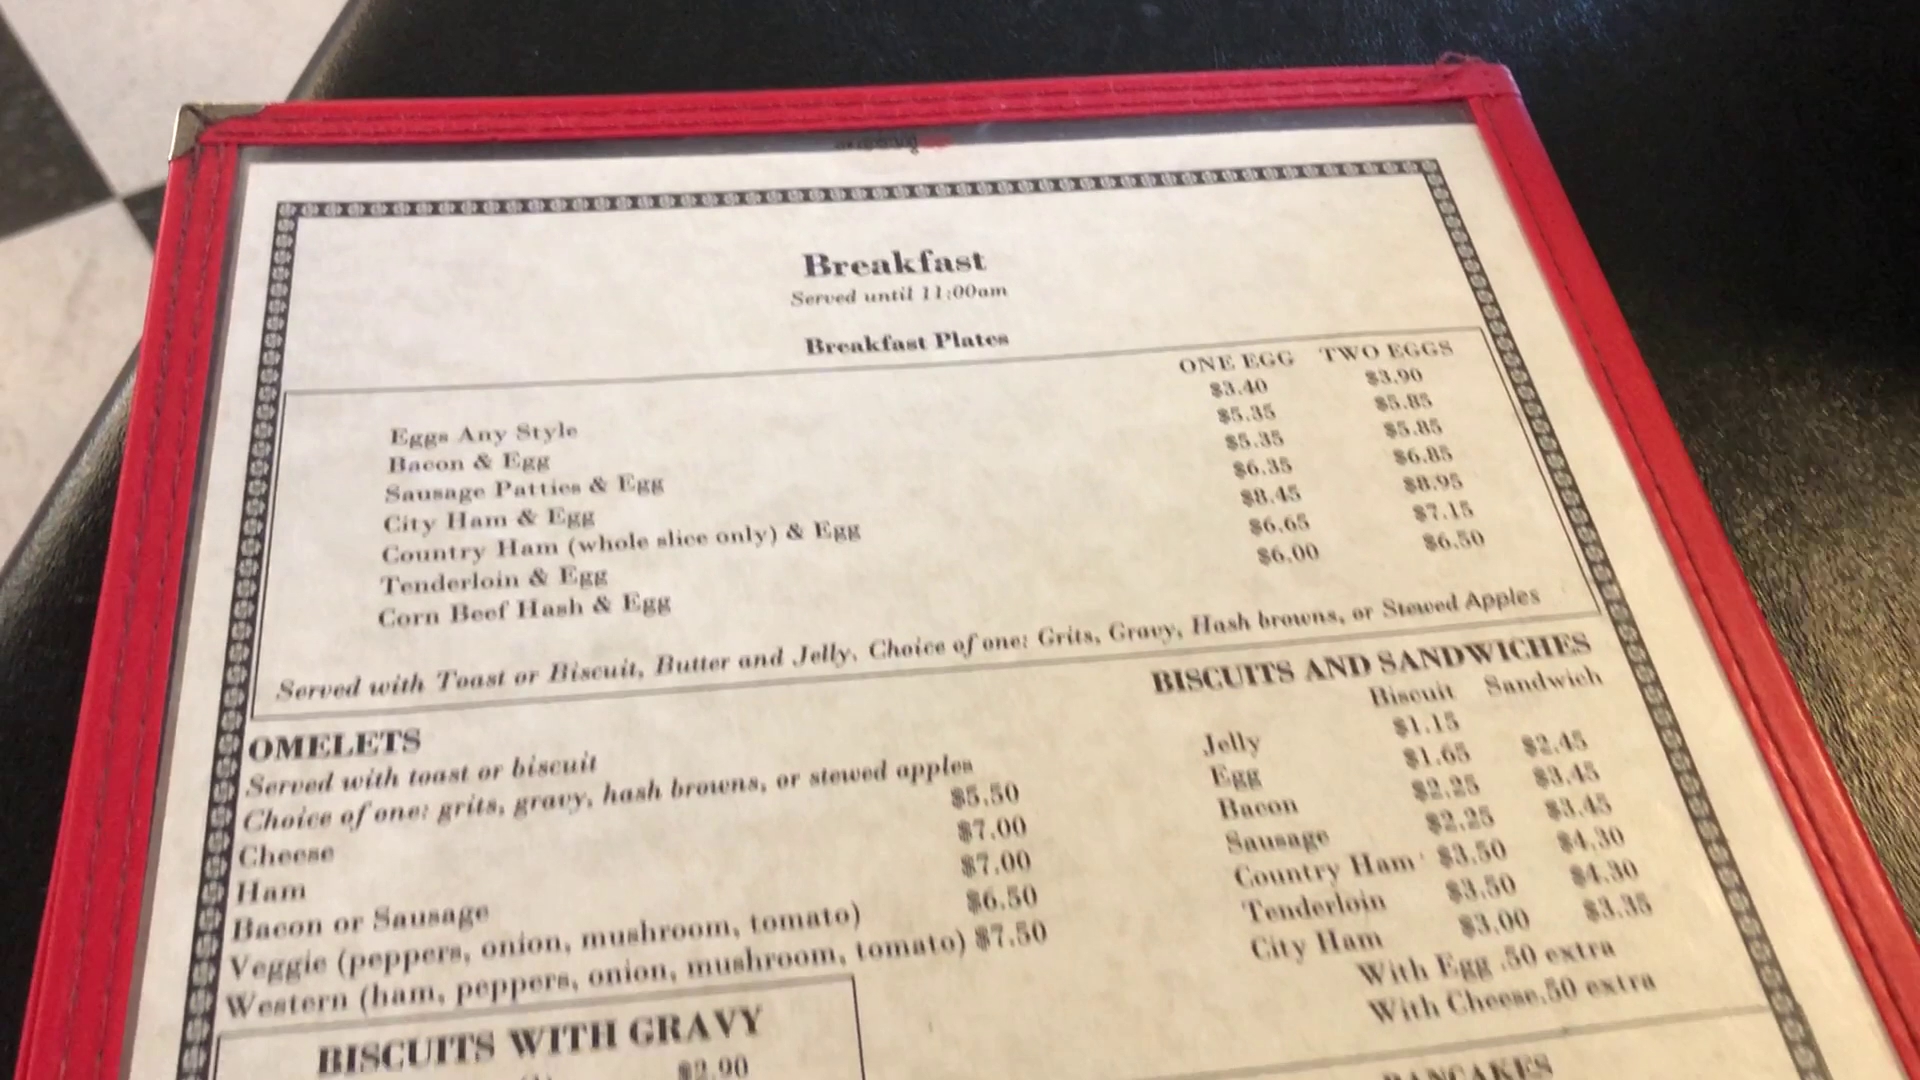 Breakfast
Served until 11:00am
Breakfast Plates
ONE EGG TWO EGGS
Eggs Any Style $3.40 $3.90
Bacon & Egg $5.35 $5.85
Sausage Patties & Egg $5.35 $5.85
City Ham & Egg $6.35 $6.85
Country Ham (whole slice only) & Egg $8.45 $8.95
Tenderloin & Egg $6.65 $7.15
Corn Beef Hash & Egg $6.00 $6.50
Served with Toast or Biscuit, Butter and Jelly, Choice of one: Grits, Gravy, Hash browns, or Stewed Apples
OMELETS
Served with toast or biscuit
Choice of one: grits, gravy, hash browns, or stewed apples
Cheese $5.50
Ham $7.00
Bacon or Sausage $7.00
Veggie (peppers, onion, mushroom, tomato) $6.50
Western (ham, peppers, onion, mushroom, tomato) $7.50
BISCUITS AND SANDWICHES
Biscuit Sandwich
Jelly $1.15
Egg $1.65 $2.45
Bacon $2.25 $3.45
Sausage $2.25 $3.45
Country Ham $3.50 $4.30
Tenderloin $3.50 $4.30
City Ham $3.00 $3.35
With Egg .50 extra
With Cheese.50 extra
BISCUITS WITH GRAVY
$2.90
PANCAKES